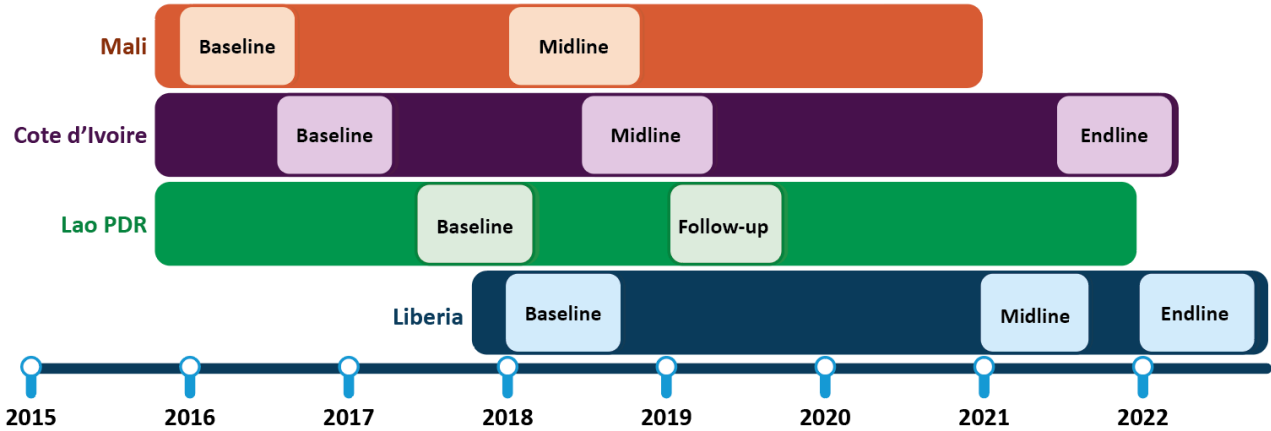 Mali Baseline Midline
Cote d’Ivoire Baseline Midline Endline
Lao PDR Baseline Follow-up
Liberia Baseline Midline Endline
2015 2016 2017 2018 2019 2020 2021 2022